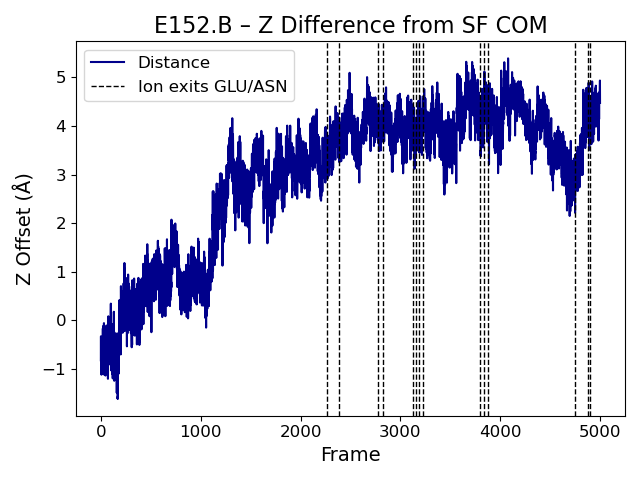 E152.B – Z Difference from SF COM
Distance
Ion exits GLU/ASN
Z Offset (Å)
5
4
3
2
1
0
−1
0 1000 2000 3000 4000 5000
Frame